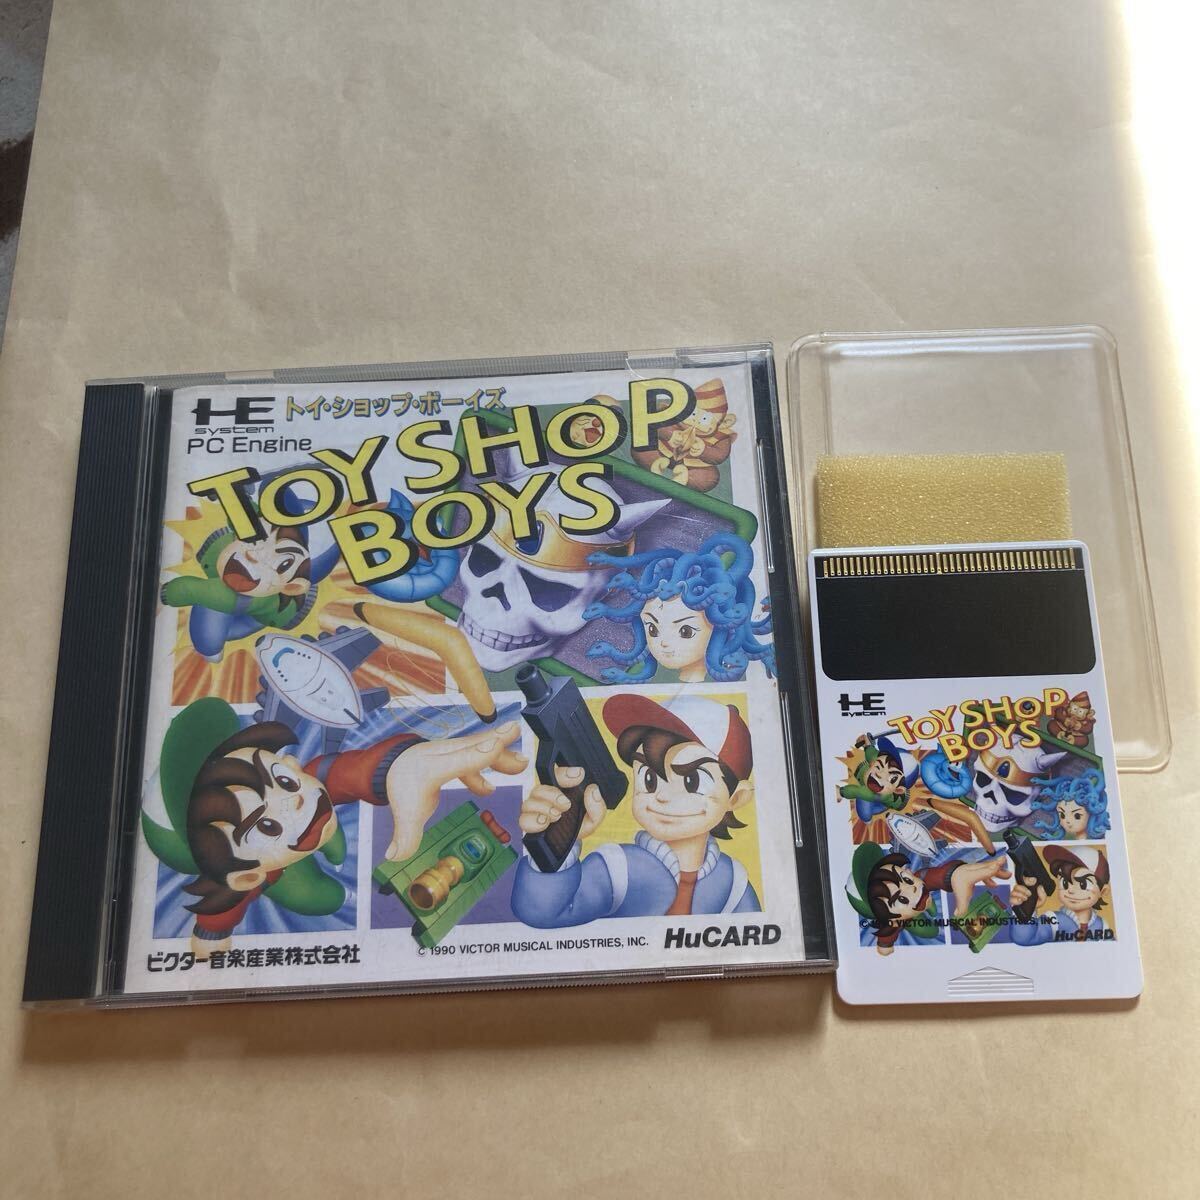 HE
system
PC Engine
トイ・ショップ・ボーイズ
TOY SHOP
BOYS
ビクター音楽産業株式会社
© 1990 VICTOR MUSICAL INDUSTRIES, INC.
HuCARD
HE
system
TOY SHOP
BOYS
© 1990 VICTOR MUSICAL INDUSTRIES, INC.
HuCARD